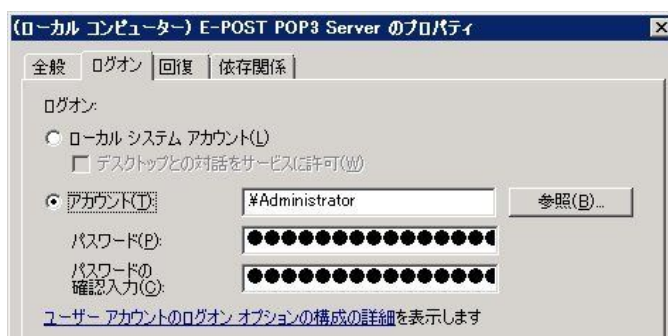 (ローカル コンピューター) E-POST POP3 Server のプロパティ
全般 ログオン 回復 依存関係
ログオン:
ローカル システム アカウント(L)
デスクトップとの対話をサービスに許可(W)
アカウント(T): ¥Administrator 参照(B)...
パスワード(P): ●●●●●●●●●●●●●●●
パスワードの
確認入力(C): ●●●●●●●●●●●●●●●
ユーザー アカウントのログオン オプションの構成の詳細を表示します